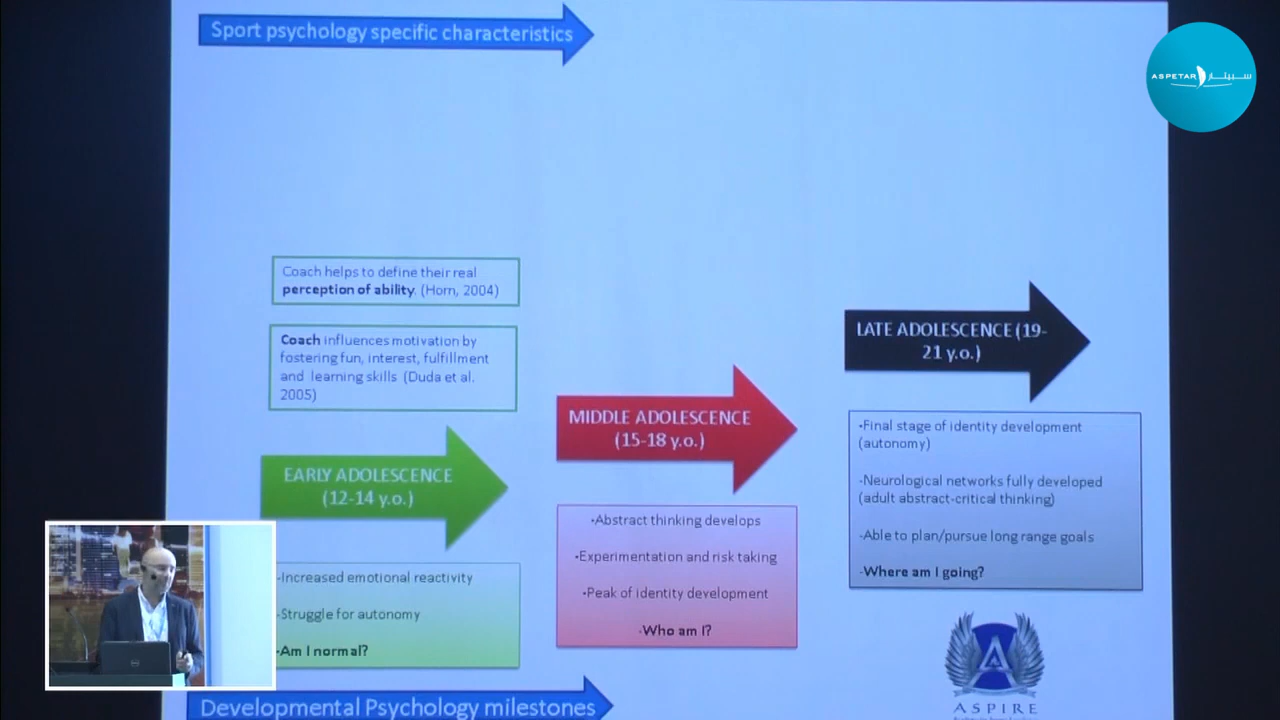 Sport psychology specific characteristics
ASPETAR سبيتار
Coach helps to define their real
perception of ability. (Horn, 2004)
Coach influences motivation by
fostering fun, interest, fulfillment
and learning skills (Duda et al.
2005)
EARLY ADOLESCENCE
(12-14 y.o.)
-Increased emotional reactivity
-Struggle for autonomy
-Am I normal?
MIDDLE ADOLESCENCE
(15-18 y.o.)
-Abstract thinking develops
-Experimentation and risk taking
-Peak of identity development
-Who am I?
LATE ADOLESCENCE (19-
21 y.o.)
-Final stage of identity development
(autonomy)
-Neurological networks fully developed
(adult abstract-critical thinking)
-Able to plan/pursue long range goals
-Where am I going?
Developmental Psychology milestones
ASPIRE